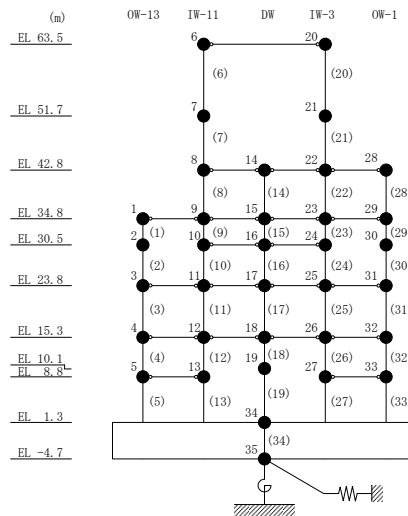 (m) OW-13 IW-11 DW IW-3 OW-1
EL 63.5 6 20
(6) (20)
EL 51.7 7 21
(7) (21)
EL 42.8 8 14 22 28
(8) (14) (22) (28
EL 34.8 1 9 15 23 29
(1) (9) (15) (23) (29
EL 30.5 2 10 16 24 30
(2) (10) (16) (24) (30
EL 23.8 3 11 17 25 31
(3) (11) (17) (25) (31
EL 15.3 4 12 18 26 32
(4) (12) (18) (26) (32
EL 10.1 19
EL 8.8 5 13 27 33
(5) (13) (19) (27) (33
EL 1.3 34
(34)
EL -4.7 35